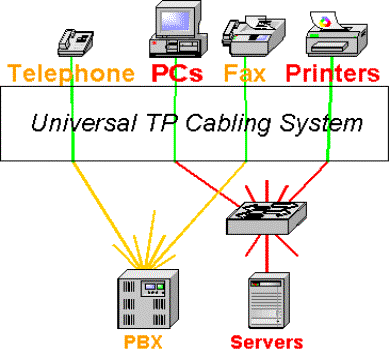 Telephone PCs Fax Printers
Universal TP Cabling System
PBX Servers